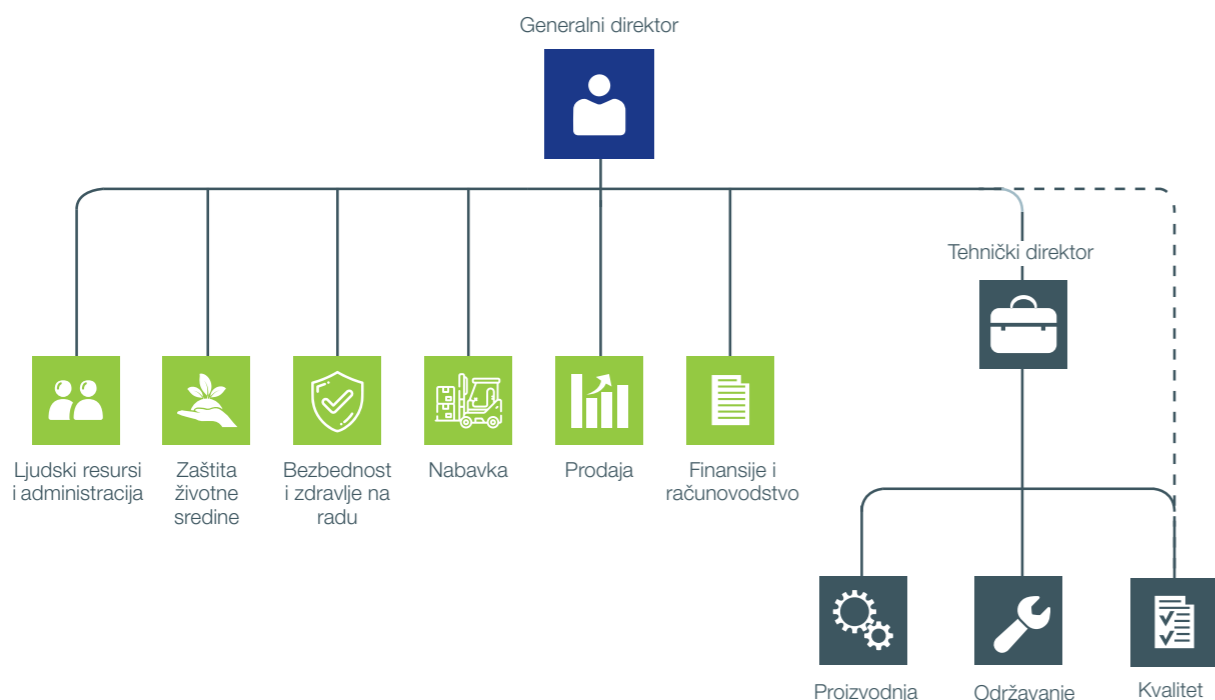 Generalni direktor
Tehnički direktor
Ljudski resursi
i administracija
Zaštita
životne
sredine
Bezbednost
i zdravlje na
radu
Nabavka
Prodaja
Finansije i
računovodstvo
Proizvodnja
Održavanje
Kvalitet